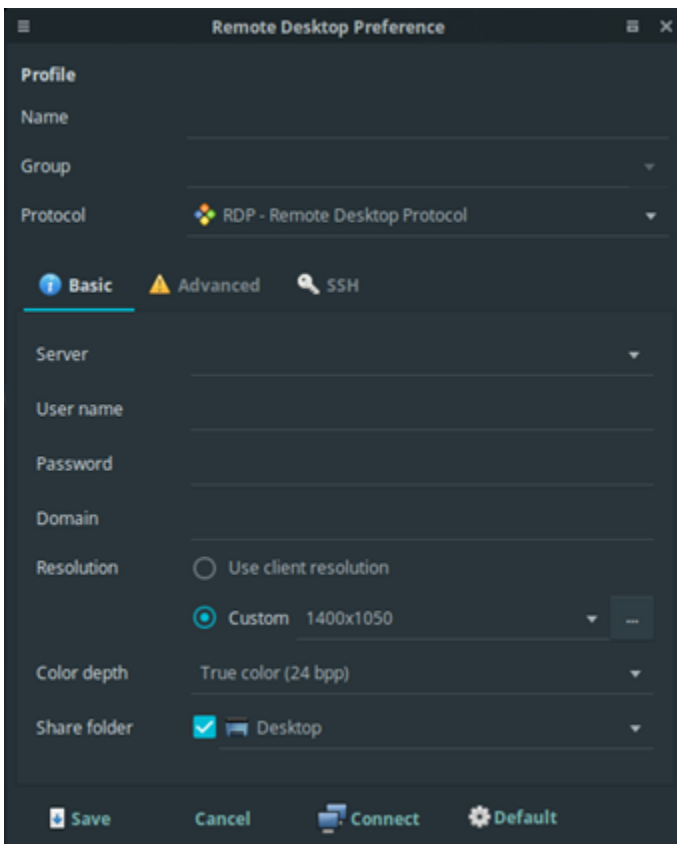 Remote Desktop Preference
Profile
Name
Group
Protocol RDP - Remote Desktop Protocol
Basic Advanced SSH
Server
User name
Password
Domain
Resolution Use client resolution
Custom 1400x1050 ...
Color depth True color (24 bpp)
Share folder Desktop
Save Cancel Connect Default